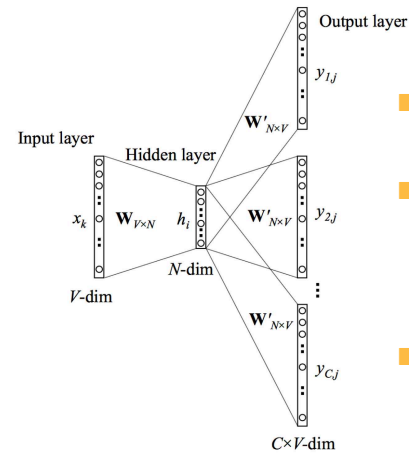 Output layer
y1,j
W'N×V
Input layer
Hidden layer
xk
WV×N
hi
W'N×V
y2,j
N-dim
V-dim
W'N×V
yC,j
C×V-dim